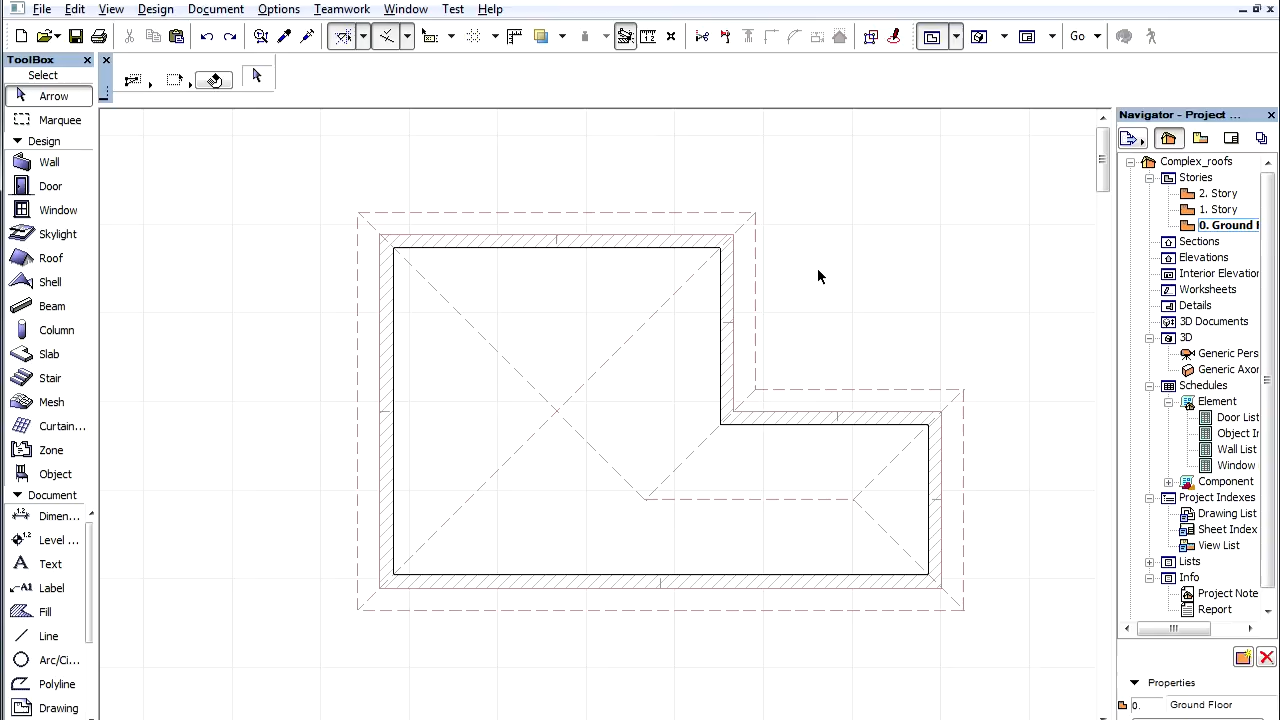 File Edit View Design Document Options Teamwork Window Test Help
Go
ToolBox
Select
Arrow
Marquee
Design
Wall
Door
Window
Skylight
Roof
Shell
Beam
Column
Slab
Stair
Mesh
Curtain...
Zone
Object
Document
Dimen...
Level ...
Text
Label
Fill
Line
Arc/Ci...
Polyline
Drawing
Navigator - Project ...
Complex_roofs
Stories
2. Story
1. Story
0. Ground F
Sections
Elevations
Interior Elevation
Worksheets
Details
3D Documents
3D
Generic Pers
Generic Axor
Schedules
Element
Door List
Object In
Wall List
Window
Component
Project Indexes
Drawing List
Sheet Index
View List
Lists
Info
Project Note
Report
Properties
0. Ground Floor